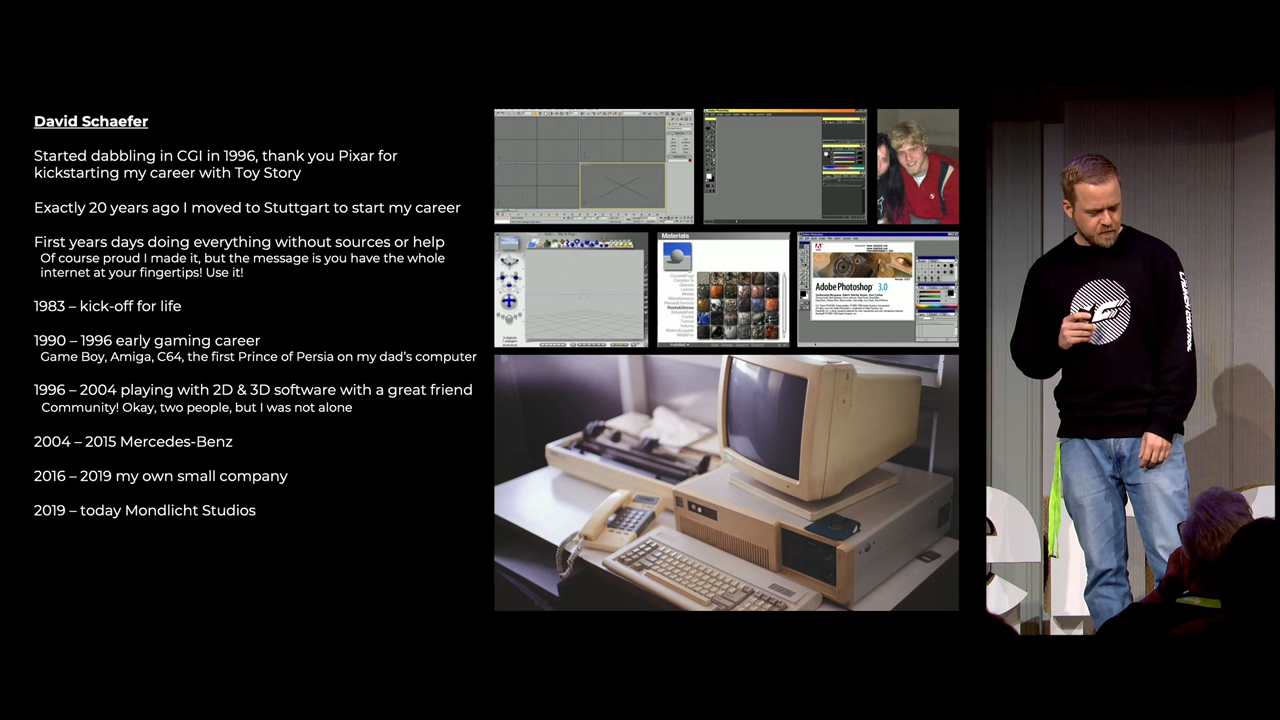 David Schaefer
Started dabbling in CGI in 1996, thank you Pixar for
kickstarting my career with Toy Story
Exactly 20 years ago I moved to Stuttgart to start my career
First years was doing everything without sources or help
Of course proud I made it, but the message is you have the whole
internet at your fingertips! Use it!
1983 – kick-off for life
1990 – 1996 early gaming career
Game Boy, Amiga, C64, the first Prince of Persia on my dad's computer
1996 – 2004 playing with 2D & 3D software with a great friend
Community! Okay, two people, but I was not alone
2004 – 2015 Mercedes-Benz
2016 – 2019 my own small company
2019 – today Mondlicht Studios
Materials
Adobe Photoshop 3.0